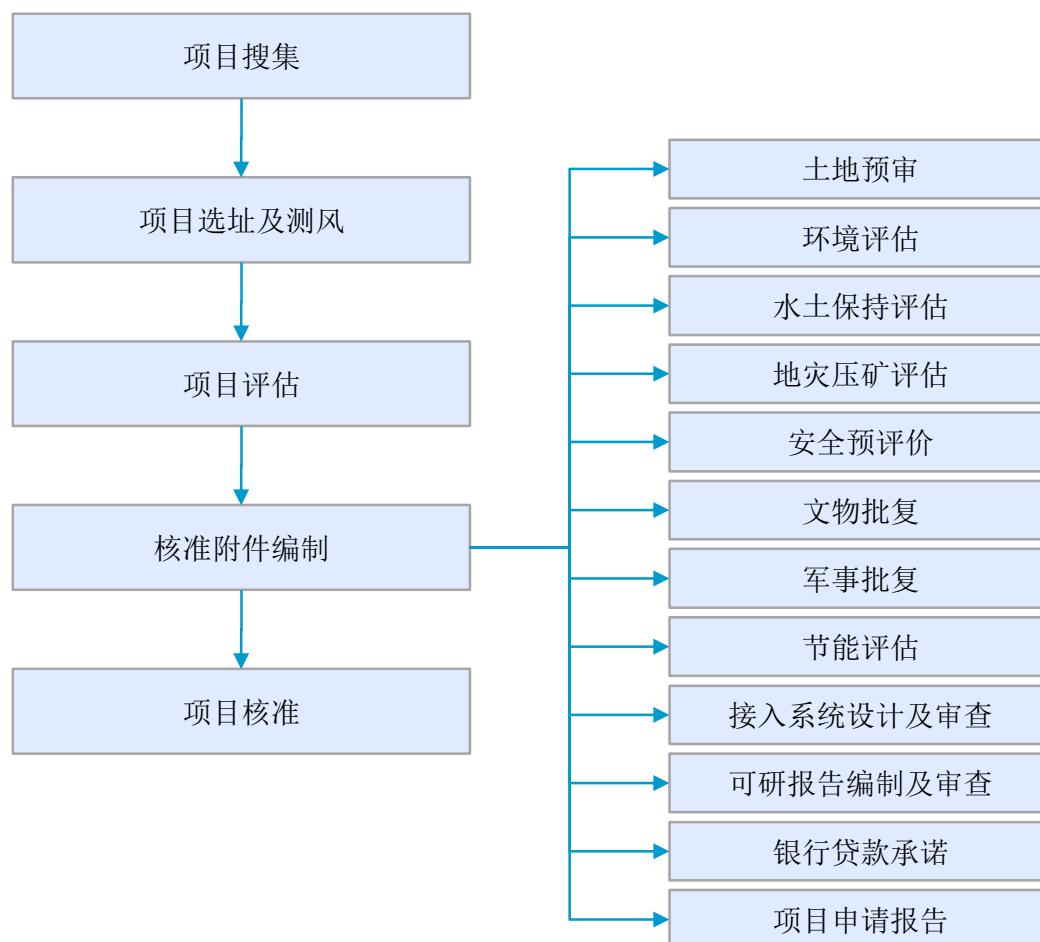 项目搜集
项目选址及测风
项目评估
核准附件编制
项目核准
土地预审
环境评估
水土保持评估
地灾压矿评估
安全预评价
文物批复
军事批复
节能评估
接入系统设计及审查
可研报告编制及审查
银行贷款承诺
项目申请报告